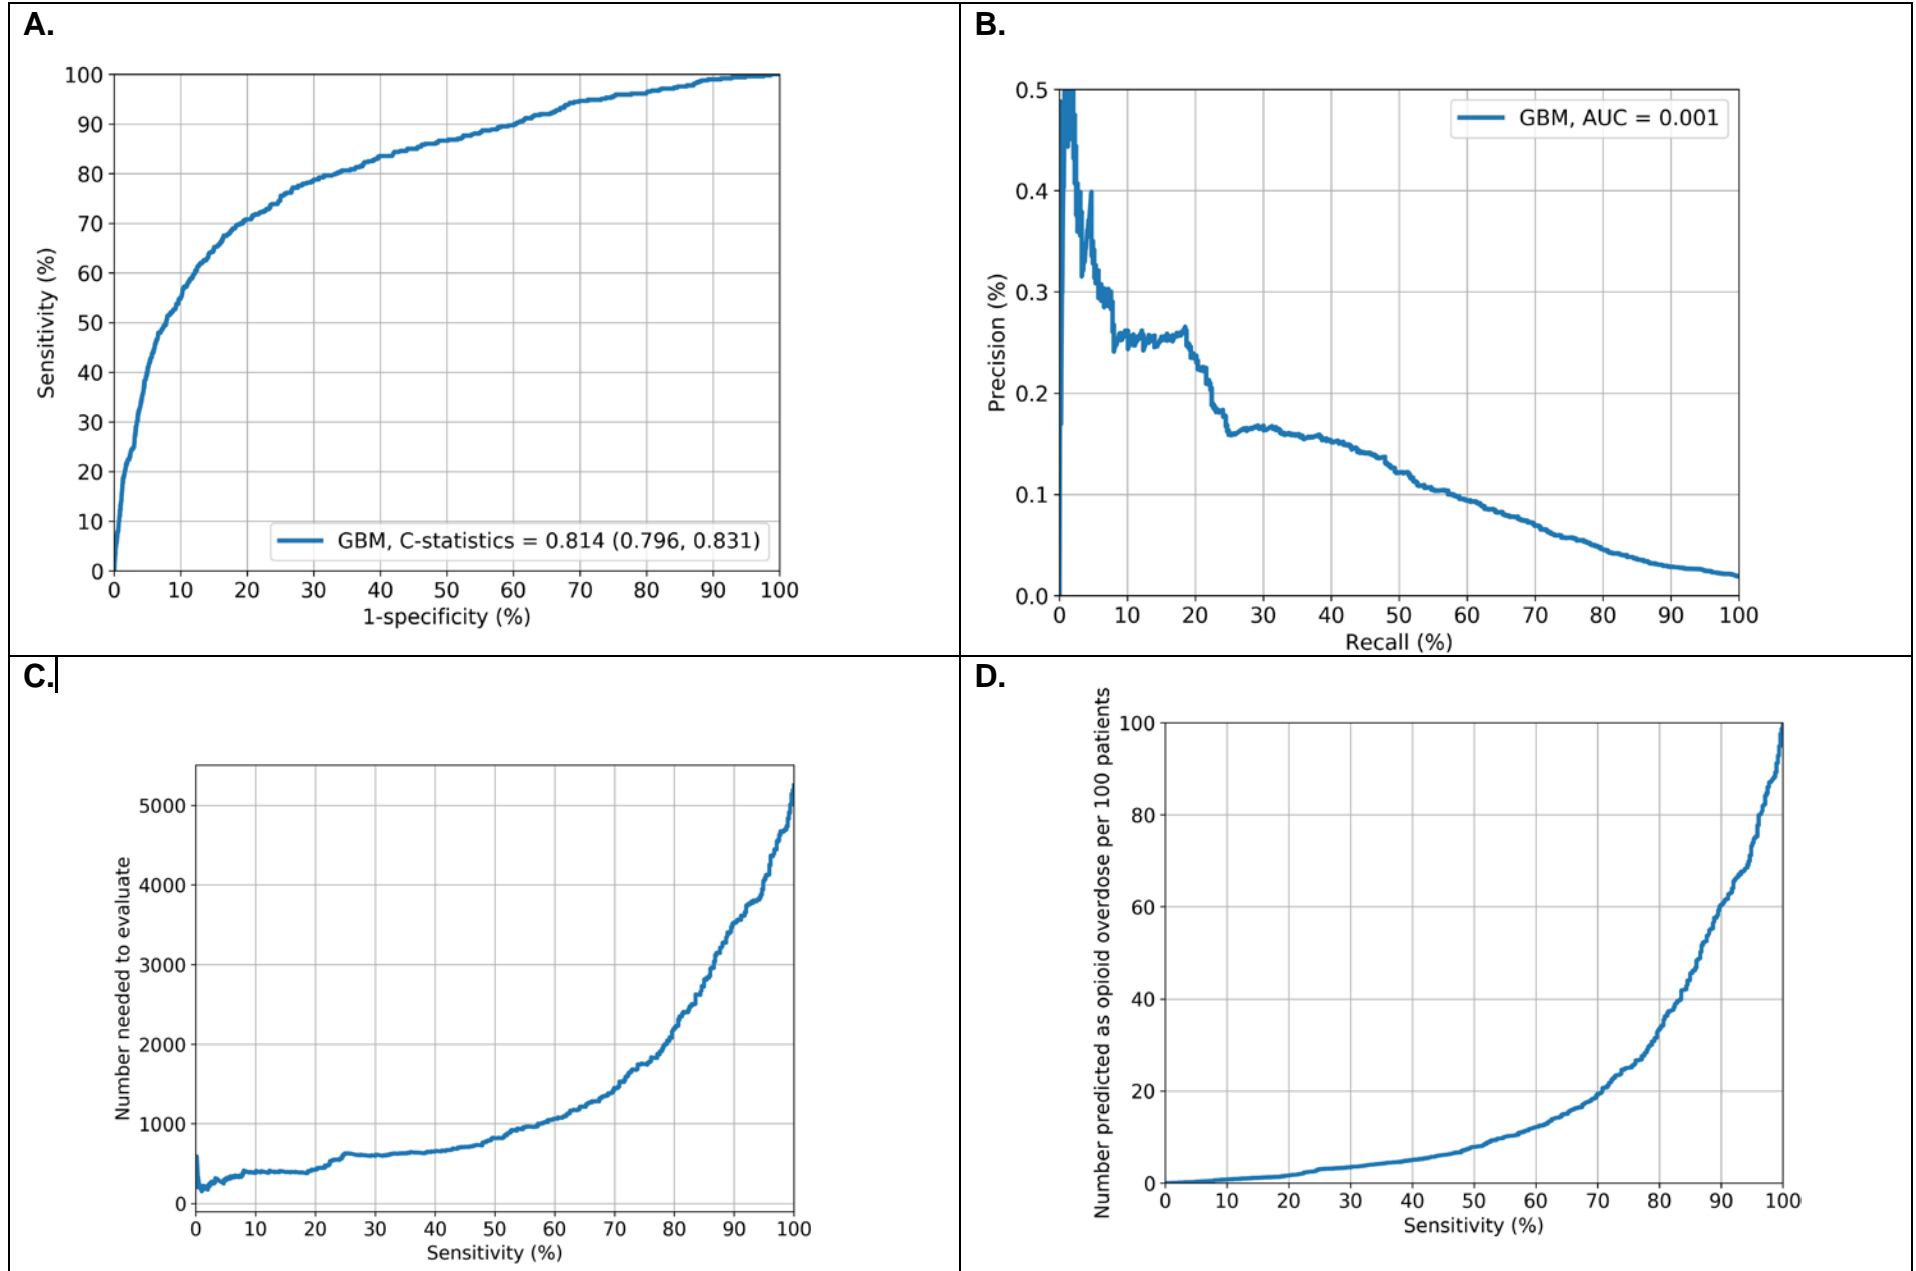 A.
100
90
80
70
60
50
40
30
20
10
0
Sensitivity (%)
GBM, C-statistics = 0.814 (0.796, 0.831)
0 10 20 30 40 50 60 70 80 90 100
1-specificity (%)
B.
0.5
0.4
0.3
0.2
0.1
0.0
Precision (%)
GBM, AUC = 0.001
0 10 20 30 40 50 60 70 80 90 100
Recall (%)
C.
5000
4000
3000
2000
1000
0
Number needed to evaluate
0 10 20 30 40 50 60 70 80 90 100
Sensitivity (%)
D.
100
80
60
40
20
0
Number predicted as opioid overdose per 100 patients
0 10 20 30 40 50 60 70 80 90 100
Sensitivity (%)